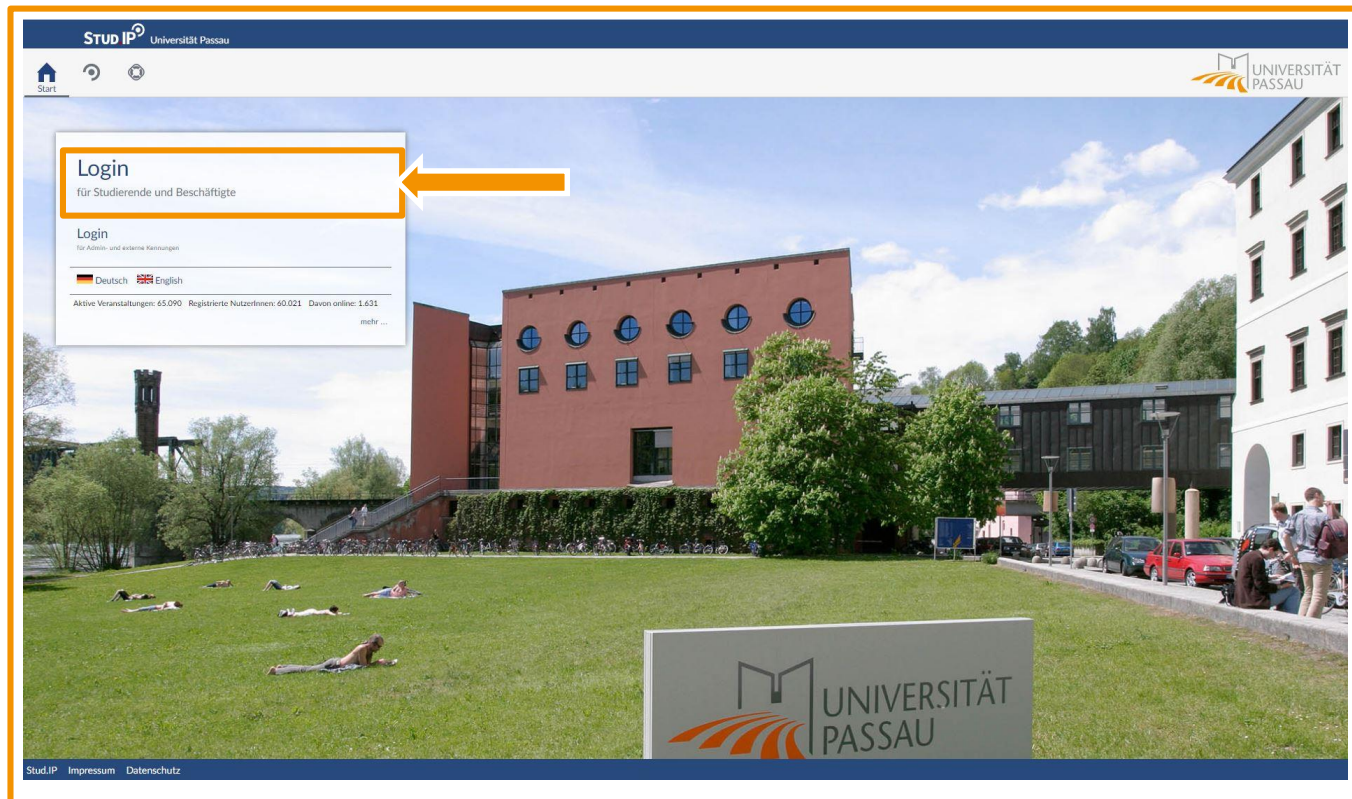 STUD.IP Universität Passau
Start
UNIVERSITÄT
PASSAU
Login
für Studierende und Beschäftigte
Login
für Admin- und externe Kennungen
Deutsch English
Aktive Veranstaltungen: 65.090 Registrierte NutzerInnen: 60.021 Davon online: 1.631
mehr ...
UNIVERSITÄT
PASSAU
Stud.IP Impressum Datenschutz